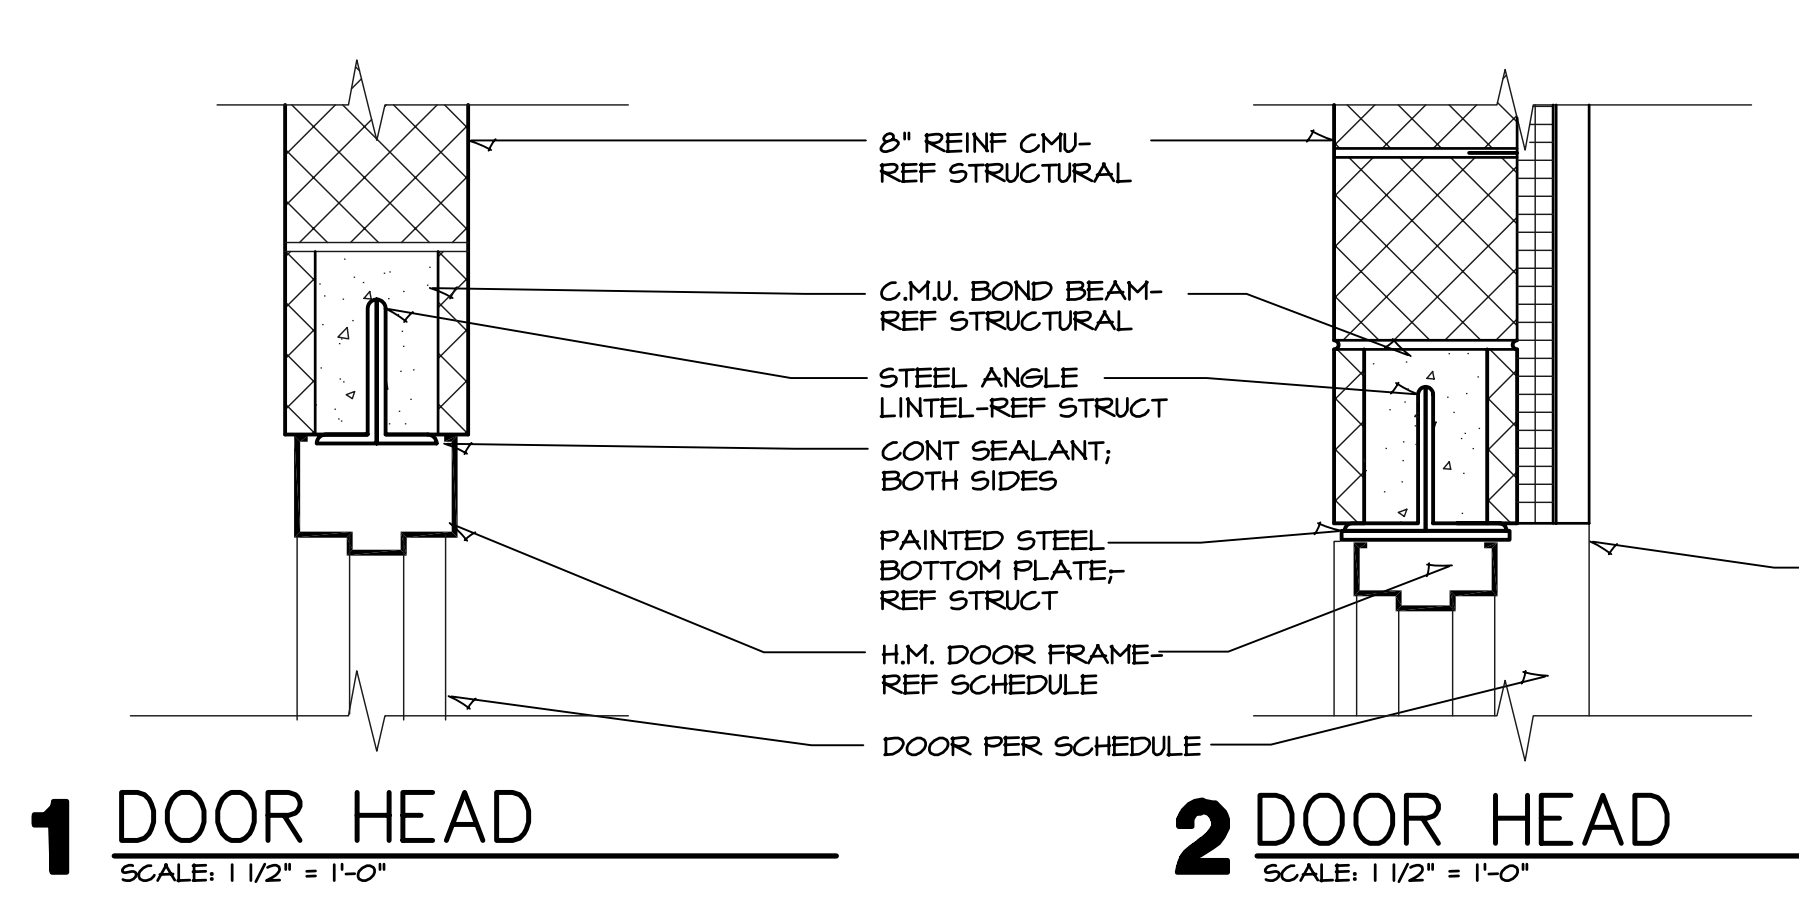 8" REINF CMU-
REF STRUCTURAL
C.M.U. BOND BEAM-
REF STRUCTURAL
STEEL ANGLE
LINTEL-REF STRUCT
CONT SEALANT;
BOTH SIDES
PAINTED STEEL
BOTTOM PLATE;-
REF STRUCT
H.M. DOOR FRAME-
REF SCHEDULE
DOOR PER SCHEDULE
1 DOOR HEAD
SCALE: 1 1/2" = 1'-0"
2 DOOR HEAD
SCALE: 1 1/2" = 1'-0"